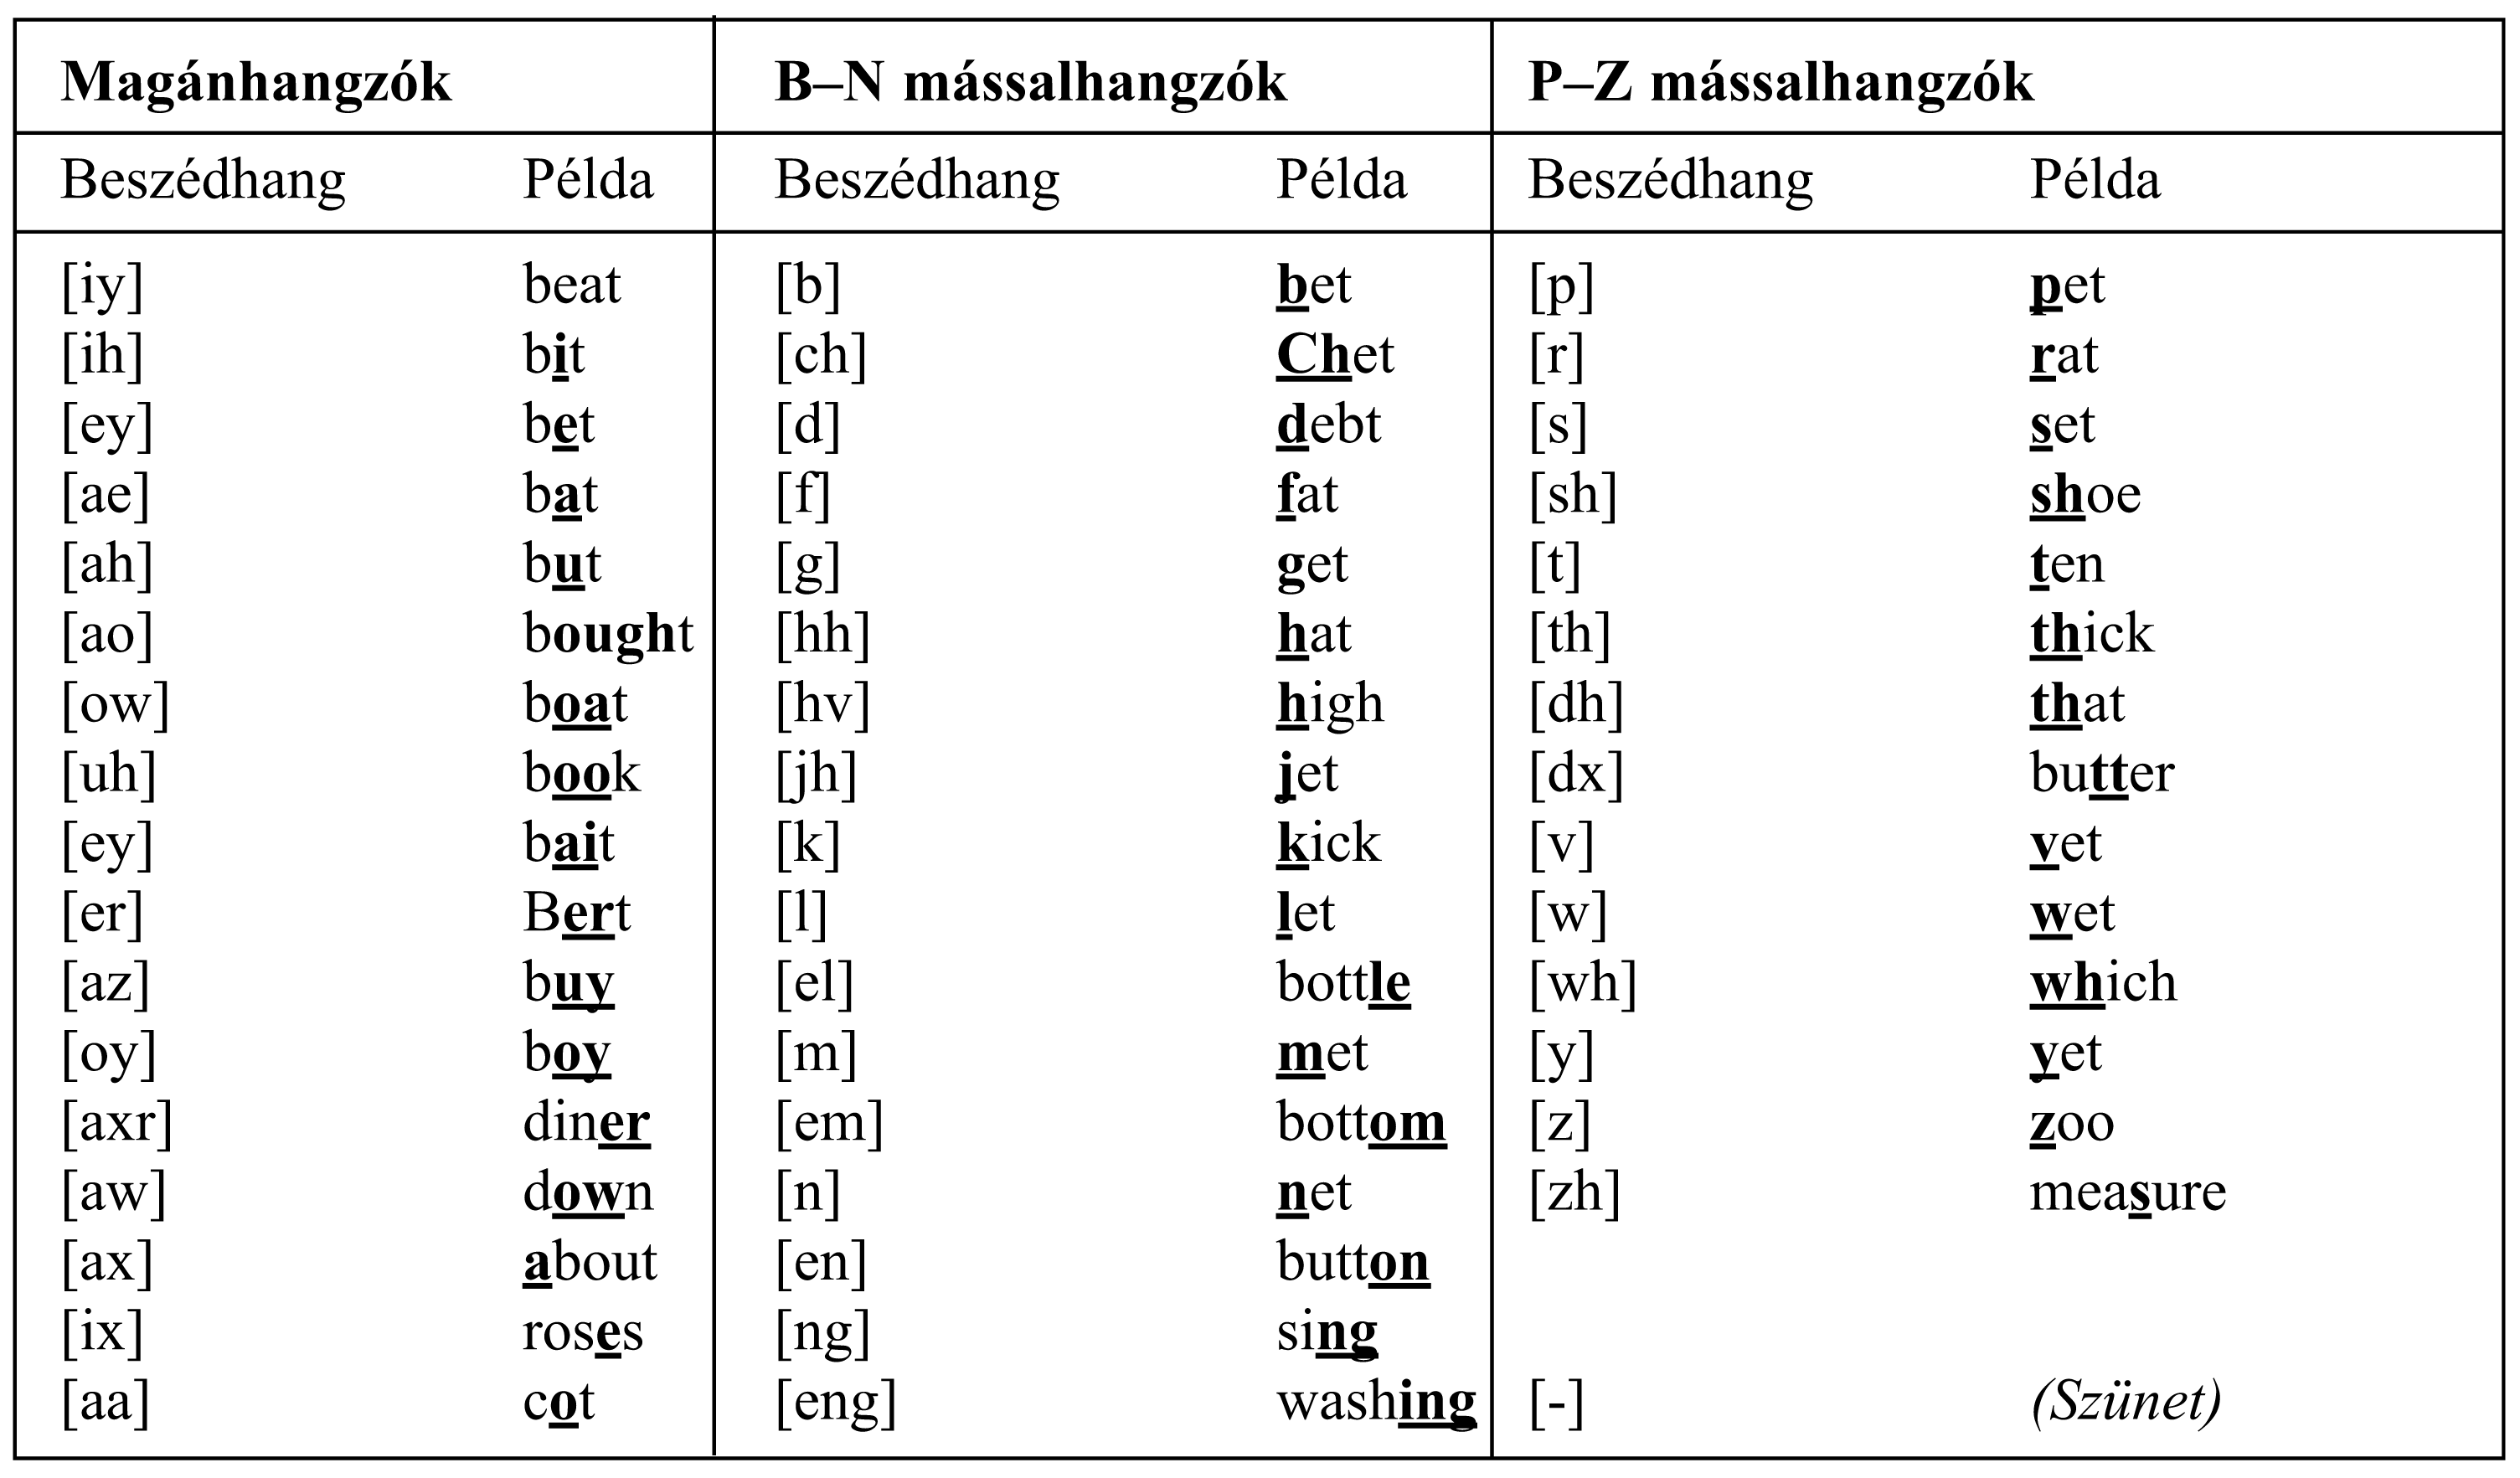 Magánhangzók B–N mássalhangzók P–Z mássalhangzók
Beszédhang Példa Beszédhang Példa Beszédhang Példa
[iy] beat [b] bet [p] pet
[ih] bit [ch] Chet [r] rat
[ey] bet [d] debt [s] set
[ae] bat [f] fat [sh] shoe
[ah] but [g] get [t] ten
[ao] bought [hh] hat [th] thick
[ow] boat [hv] high [dh] that
[uh] book [jh] jet [dx] butter
[ey] bait [k] kick [v] vet
[er] Bert [l] let [w] wet
[az] buy [el] bottle [wh] which
[oy] boy [m] met [y] yet
[axr] diner [em] bottom [z] zoo
[aw] down [n] net [zh] measure
[ax] about [en] button
[ix] roses [ng] sing
[aa] cot [eng] washing [-] (Szünet)